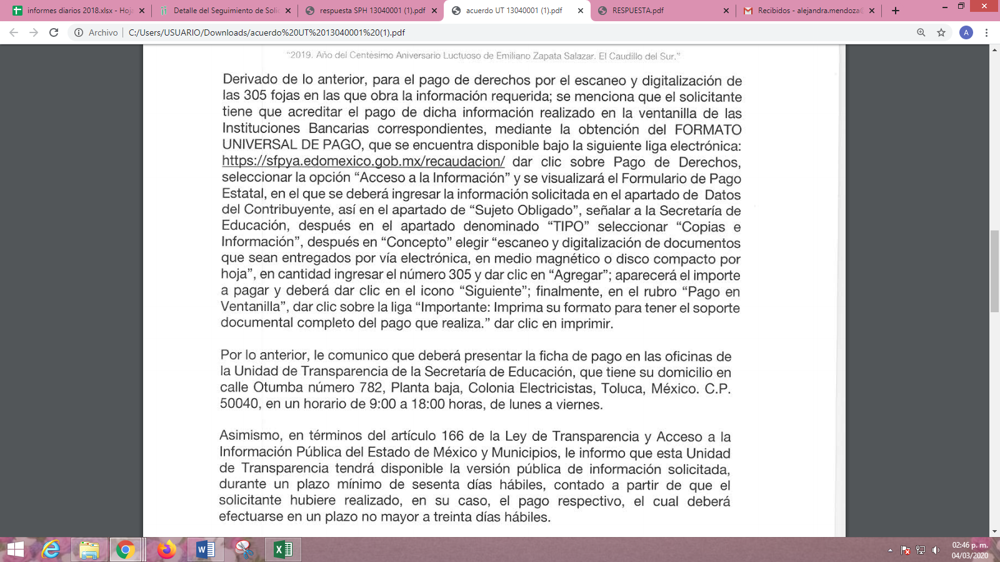 informes diarios 2018.xlsx - Hoja
Detalle del Seguimiento de Solic
respuesta SPH 13040001 (1).pdf
acuerdo UT 13040001 (1).pdf
RESPUESTA.pdf
Recibidos - alejandra.mendoza
Archivo
C:/Users/USUARIO/Downloads/acuerdo%20UT%2013040001%20(1).pdf
A
“2019. Año del Centésimo Aniversario Luctuoso de Emiliano Zapata Salazar. El Caudillo del Sur.”
Derivado de lo anterior, para el pago de derechos por el escaneo y digitalización de
las 305 fojas en las que obra la información requerida; se menciona que el solicitante
tiene que acreditar el pago de dicha información realizado en la ventanilla de las
Instituciones Bancarias correspondientes, mediante la obtención del FORMATO
UNIVERSAL DE PAGO, que se encuentra disponible bajo la siguiente liga electrónica:
https://sfpya.edomexico.gob.mx/recaudacion/ dar clic sobre Pago de Derechos,
seleccionar la opción “Acceso a la Información” y se visualizará el Formulario de Pago
Estatal, en el que se deberá ingresar la información solicitada en el apartado de Datos
del Contribuyente, así en el apartado de “Sujeto Obligado”, señalar a la Secretaría de
Educación, después en el apartado denominado “TIPO” seleccionar “Copias e
Información”, después en “Concepto” elegir “escaneo y digitalización de documentos
que sean entregados por vía electrónica, en medio magnético o disco compacto por
hoja”, en cantidad ingresar el número 305 y dar clic en “Agregar”; aparecerá el importe
a pagar y deberá dar clic en el icono “Siguiente”; finalmente, en el rubro “Pago en
Ventanilla”, dar clic sobre la liga “Importante: Imprima su formato para tener el soporte
documental completo del pago que realiza.” dar clic en imprimir.
Por lo anterior, le comunico que deberá presentar la ficha de pago en las oficinas de
la Unidad de Transparencia de la Secretaría de Educación, que tiene su domicilio en
calle Otumba número 782, Planta baja, Colonia Electricistas, Toluca, México. C.P.
50040, en un horario de 9:00 a 18:00 horas, de lunes a viernes.
Asimismo, en términos del artículo 166 de la Ley de Transparencia y Acceso a la
Información Pública del Estado de México y Municipios, le informo que esta Unidad
de Transparencia tendrá disponible la versión pública de información solicitada,
durante un plazo mínimo de sesenta días hábiles, contado a partir de que el
solicitante hubiere realizado, en su caso, el pago respectivo, el cual deberá
efectuarse en un plazo no mayor a treinta días hábiles.
02:46 p. m.
04/03/2020